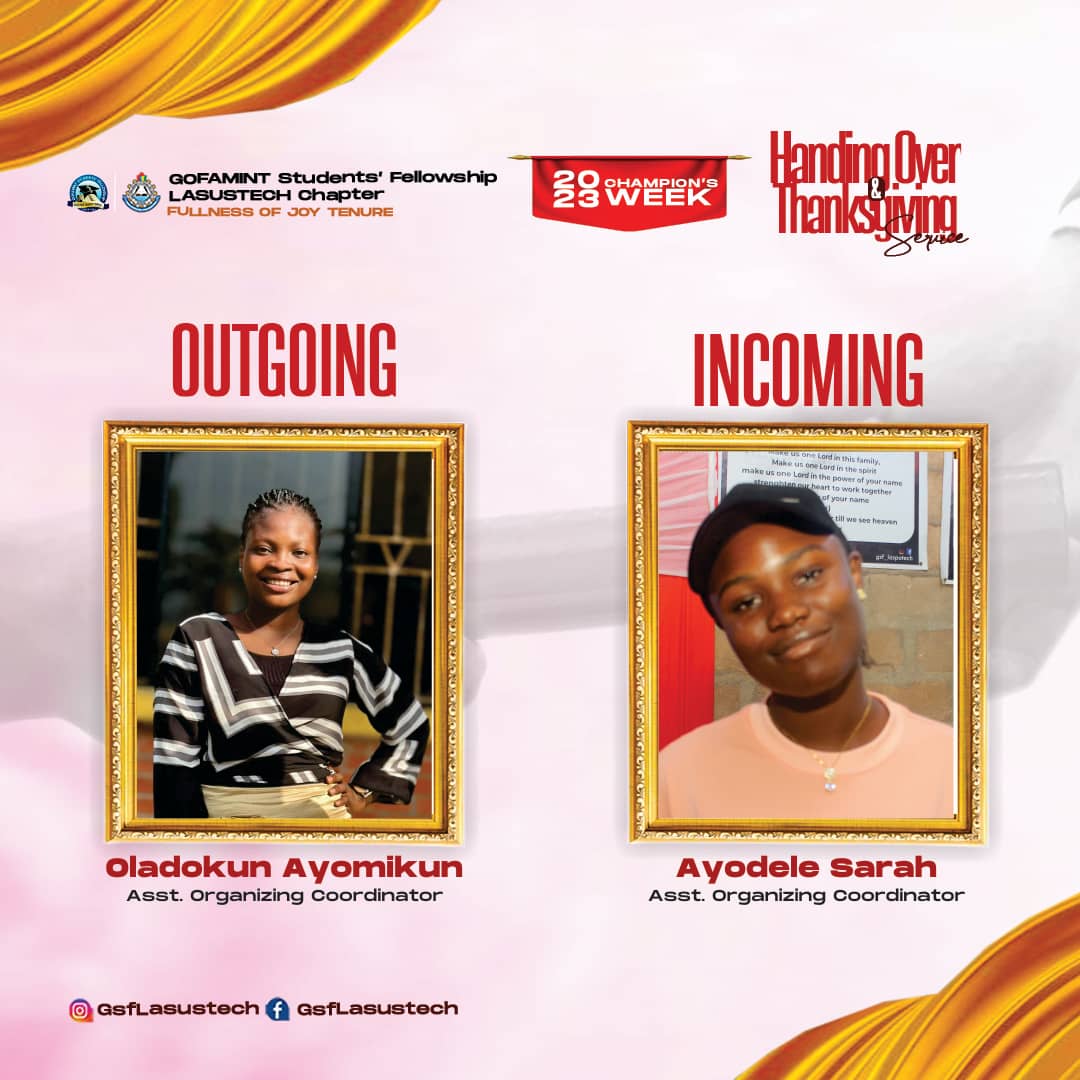 GOFAMINT Students' Fellowship
LASUSTECH Chapter
FULLNESS OF JOY TENURE
2023 CHAMPION'S WEEK
Handing Over
&
Thanksgiving
Service
OUTGOING
INCOMING
make us one Lord in this family,
Make us one Lord in the spirit
make us one Lord in the power of your name
strenghten our heart to work together
of your name
till we see heaven
gsf_laspotech
Oladokun Ayomikun
Asst. Organizing Coordinator
Ayodele Sarah
Asst. Organizing Coordinator
GsfLasustech GsfLasustech